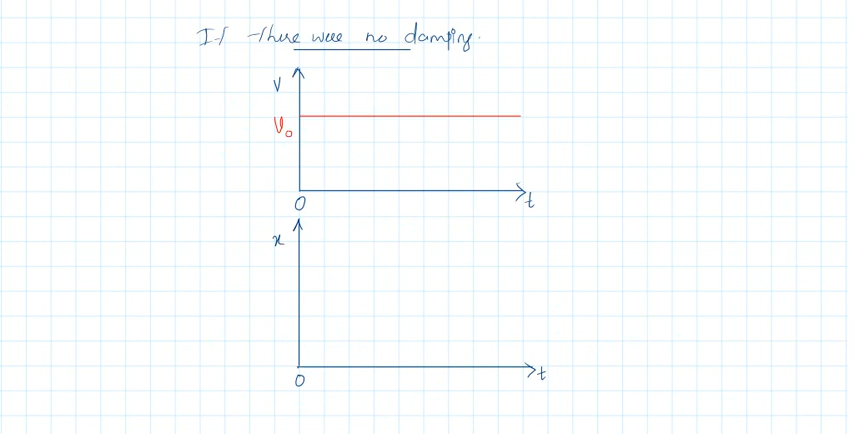 If there were no damping.
V
V₀
0
t
x
0
t